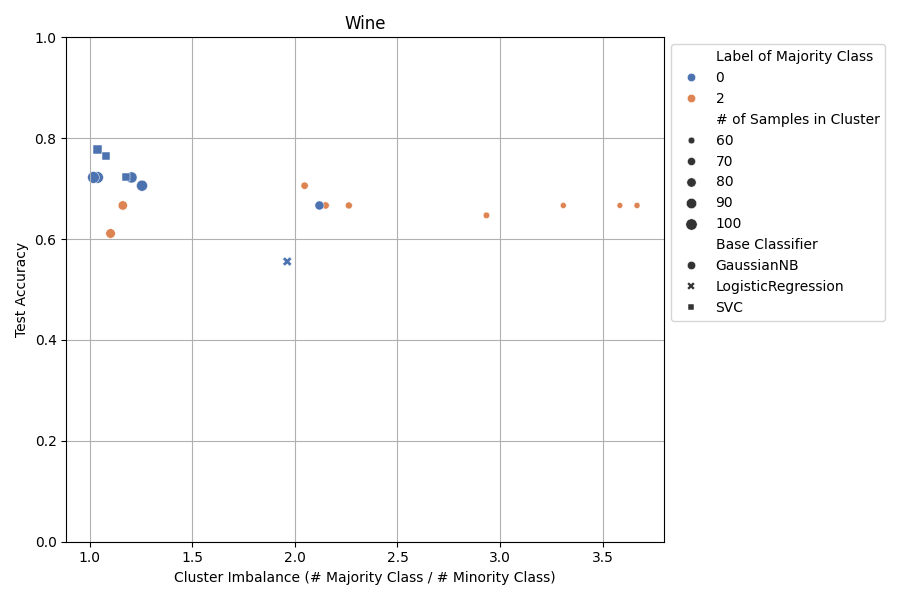 Wine
1.0
0.8
0.6
0.4
0.2
0.0
Test Accuracy
1.0 1.5 2.0 2.5 3.0 3.5
Cluster Imbalance (# Majority Class / # Minority Class)
Label of Majority Class
0
2
# of Samples in Cluster
60
70
80
90
100
Base Classifier
GaussianNB
LogisticRegression
SVC